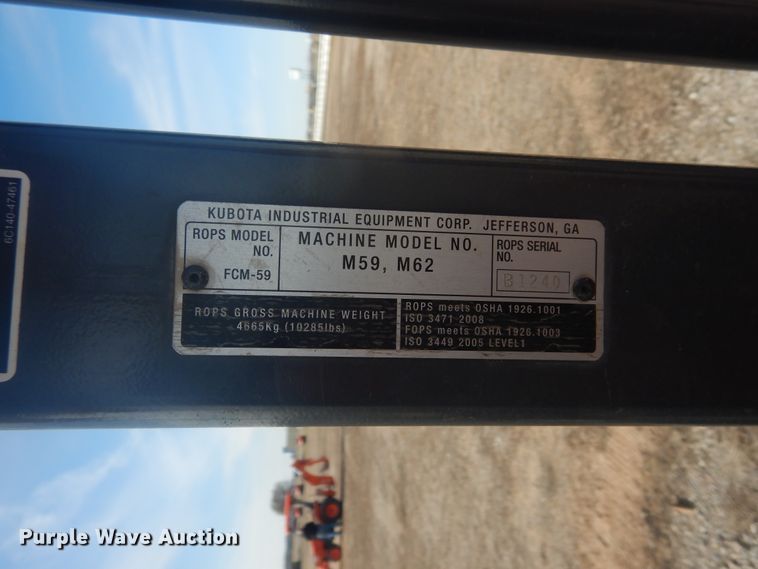 6C140-47461
KUBOTA INDUSTRIAL EQUIPMENT CORP. JEFFERSON, GA
ROPS MODEL NO.
FCM-59
MACHINE MODEL NO.
M59, M62
ROPS SERIAL NO.
B1240
ROPS GROSS MACHINE WEIGHT
4665Kg (10285lbs)
ROPS meets OSHA 1926.1001
ISO 3471 2008
FOPS meets OSHA 1926.1003
ISO 3449 2005 LEVEL1
Purple Wave Auction